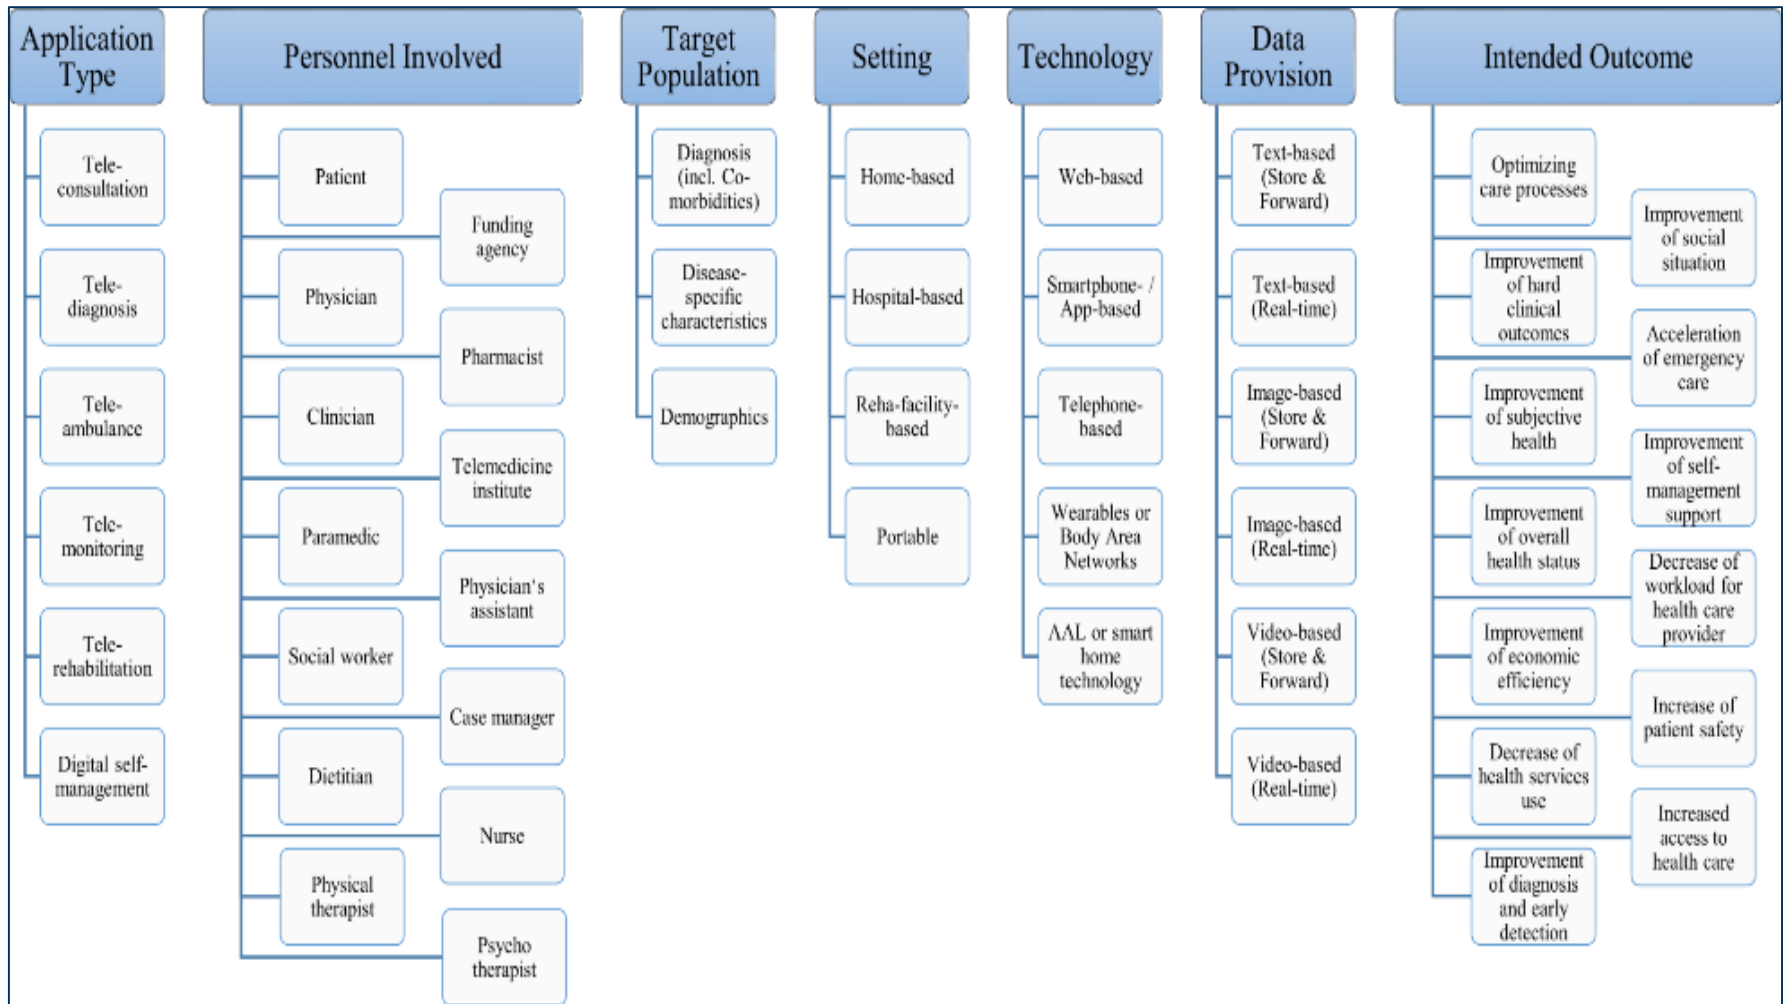 Application
Type
Tele-
consultation
Tele-
diagnosis
Tele-
ambulance
Tele-
monitoring
Tele-
rehabilitation
Digital self-
management
Personnel Involved
Patient
Funding
agency
Physician
Pharmacist
Clinician
Telemedicine
institute
Paramedic
Physician's
assistant
Social worker
Case manager
Dietitian
Nurse
Physical
therapist
Psycho
therapist
Target
Population
Diagnosis
(incl. Co-
morbidities)
Disease-
specific
characteristics
Demographics
Setting
Home-based
Hospital-based
Reha-facility-
based
Portable
Technology
Web-based
Smartphone- /
App-based
Telephone-
based
Wearables or
Body Area
Networks
AAL or smart
home
technology
Data
Provision
Text-based
(Store &
Forward)
Text-based
(Real-time)
Image-based
(Store &
Forward)
Image-based
(Real-time)
Video-based
(Store &
Forward)
Video-based
(Real-time)
Intended Outcome
Optimizing
care processes
Improvement
of social
situation
Improvement
of hard
clinical
outcomes
Acceleration
of emergency
care
Improvement
of subjective
health
Improvement
of self-
management
support
Improvement
of overall
health status
Decrease of
workload for
health care
provider
Improvement
of economic
efficiency
Increase of
patient safety
Decrease of
health services
use
Increased
access to
health care
Improvement
of diagnosis
and early
detection